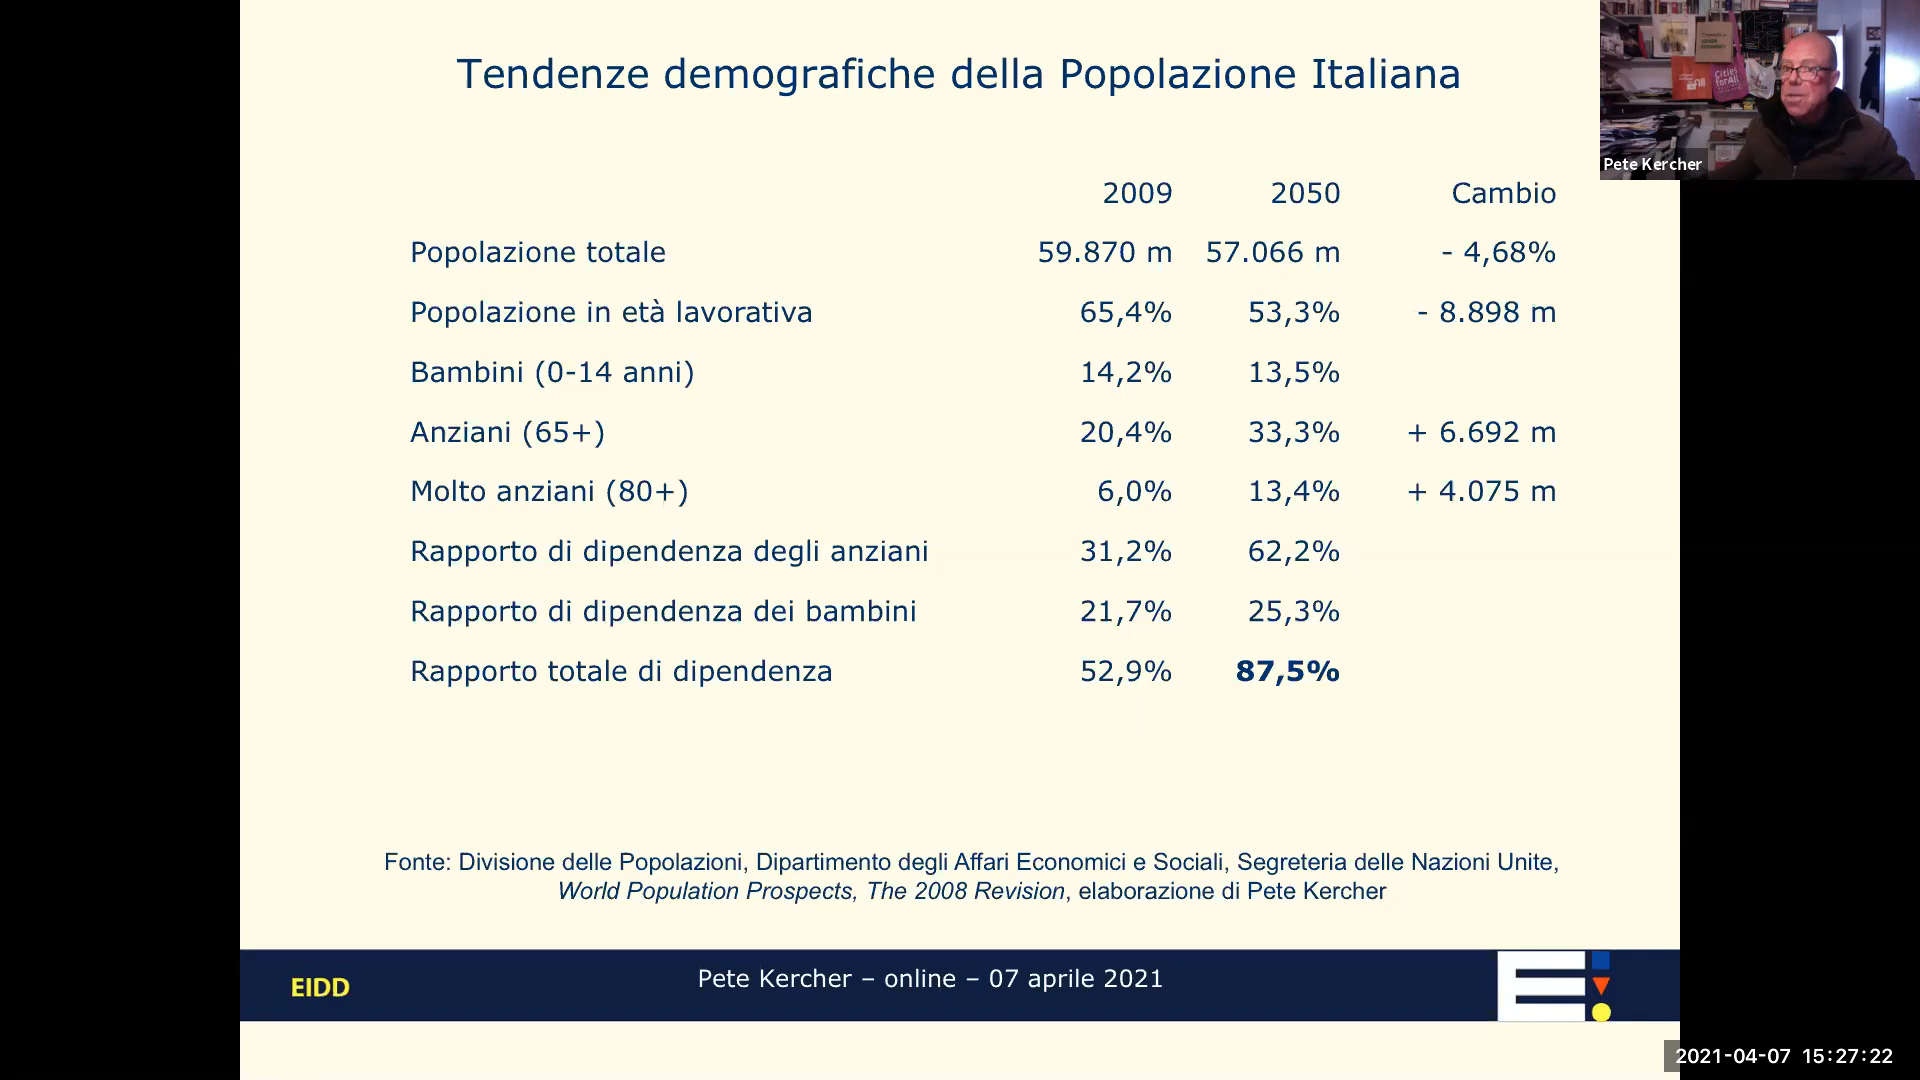 Tendenze demografiche della Popolazione Italiana
2009 2050 Cambio
Popolazione totale 59.870 m 57.066 m - 4,68%
Popolazione in età lavorativa 65,4% 53,3% - 8.898 m
Bambini (0-14 anni) 14,2% 13,5%
Anziani (65+) 20,4% 33,3% + 6.692 m
Molto anziani (80+) 6,0% 13,4% + 4.075 m
Rapporto di dipendenza degli anziani 31,2% 62,2%
Rapporto di dipendenza dei bambini 21,7% 25,3%
Rapporto totale di dipendenza 52,9% 87,5%
Fonte: Divisione delle Popolazioni, Dipartimento degli Affari Economici e Sociali, Segreteria delle Nazioni Unite,
World Population Prospects, The 2008 Revision, elaborazione di Pete Kercher
EIDD
Pete Kercher – online – 07 aprile 2021
Cities
for All
Pete Kercher
2021-04-07 15:27:22